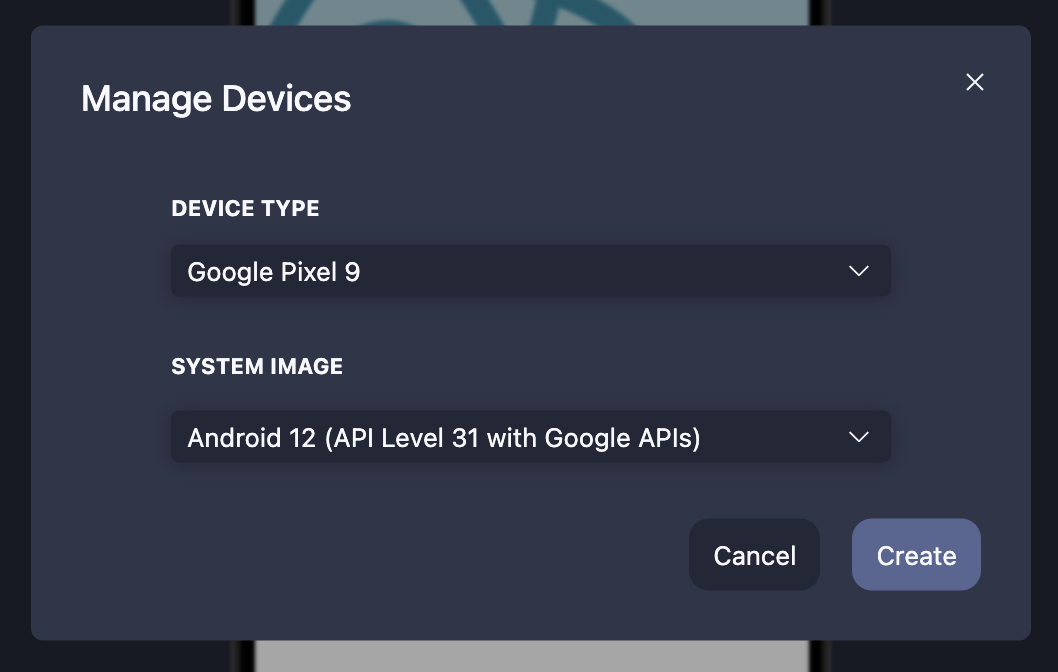 Manage Devices
DEVICE TYPE
Google Pixel 9
SYSTEM IMAGE
Android 12 (API Level 31 with Google APIs)
Cancel
Create